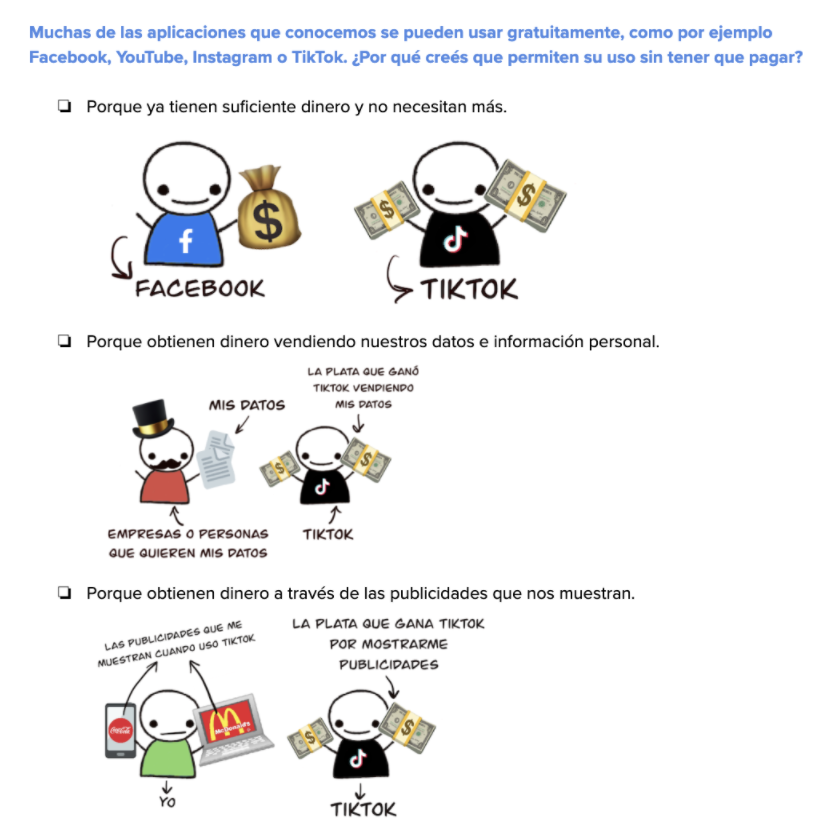 Muchas de las aplicaciones que conocemos se pueden usar gratuitamente, como por ejemplo
Facebook, YouTube, Instagram o TikTok. ¿Por qué creés que permiten su uso sin tener que pagar?
Porque ya tienen suficiente dinero y no necesitan más.
f
$
$
$
FACEBOOK
TIKTOK
Porque obtienen dinero vendiendo nuestros datos e información personal.
LA PLATA QUE GANÓ
TIKTOK VENDIENDO
MIS DATOS
MIS DATOS
$
$
EMPRESAS O PERSONAS
QUE QUIEREN MIS DATOS
TIKTOK
Porque obtienen dinero a través de las publicidades que nos muestran.
LAS PUBLICIDADES QUE ME
MUESTRAN CUANDO USO TIKTOK
LA PLATA QUE GANA TIKTOK
POR MOSTRARME
PUBLICIDADES
Coca-Cola
McDonald's
$
$
YO
TIKTOK